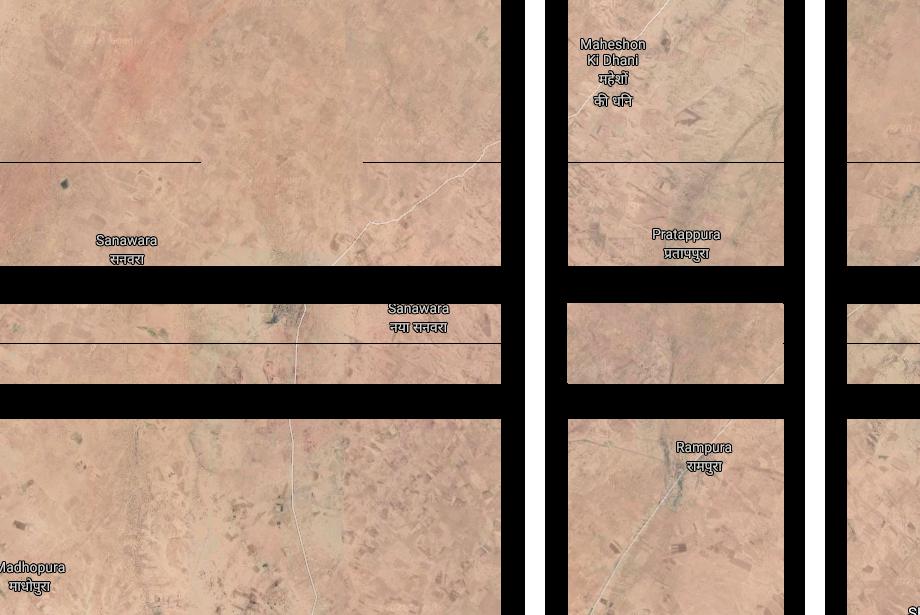 Maheshon
Ki Dhani
महेशों
की धनि
Sanawara
सनवरा
Pratappura
प्रतापपुरा
Sanawara
नया सनवरा
Rampura
रामपुरा
Madhopura
माधोपुरा